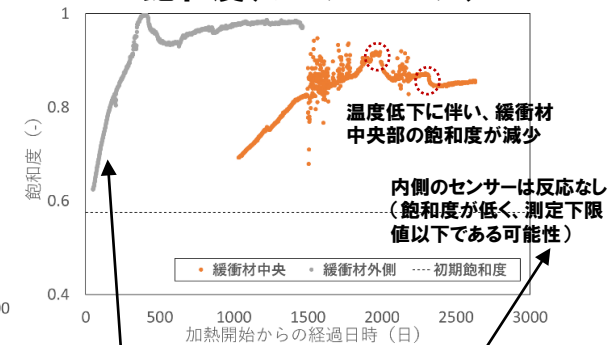 1
0.8
0.6
0.4
飽和度（-）
温度低下に伴い、緩衝材
中央部の飽和度が減少
内側のセンサーは反応なし
（飽和度が低く、測定下限
値以下である可能性）
緩衝材中央
緩衝材外側
初期飽和度
0
500
1000
1500
2000
2500
3000
加熱開始からの経過日時（日）
00